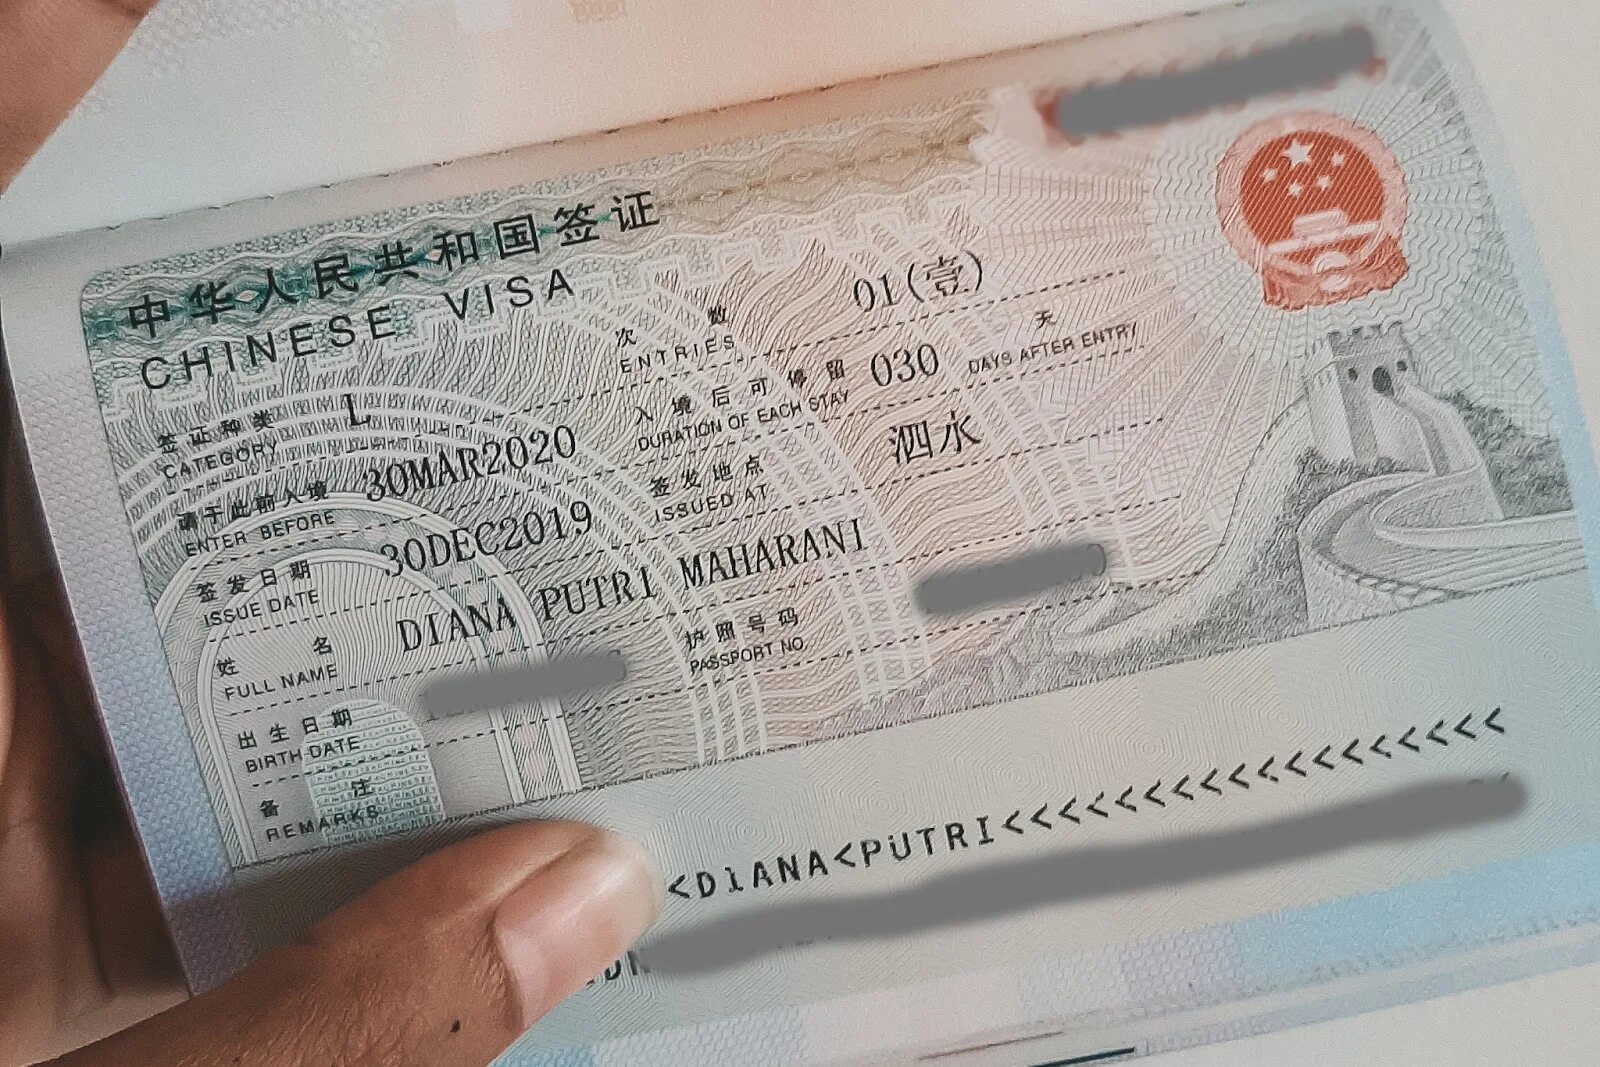 中华人民共和国签证
CHINESE VISA
签证种类 L
CATEGORY
次数 01(壹)
ENTRIES
请于此前入境 30MAR2020
ENTER BEFORE
入境后可停留 030 天
DURATION OF EACH STAY DAYS AFTER ENTRY
签发日期 30DEC2019
ISSUE DATE
签发地点 泗水
ISSUED AT
姓名 DIANA PUTRI MAHARANI
FULL NAME
出生日期
BIRTH DATE
护照号码
PASSPORT NO.
备注
REMARKS
<DIANA<PUTRI<<<<<<<<<<<<<<<<<<<